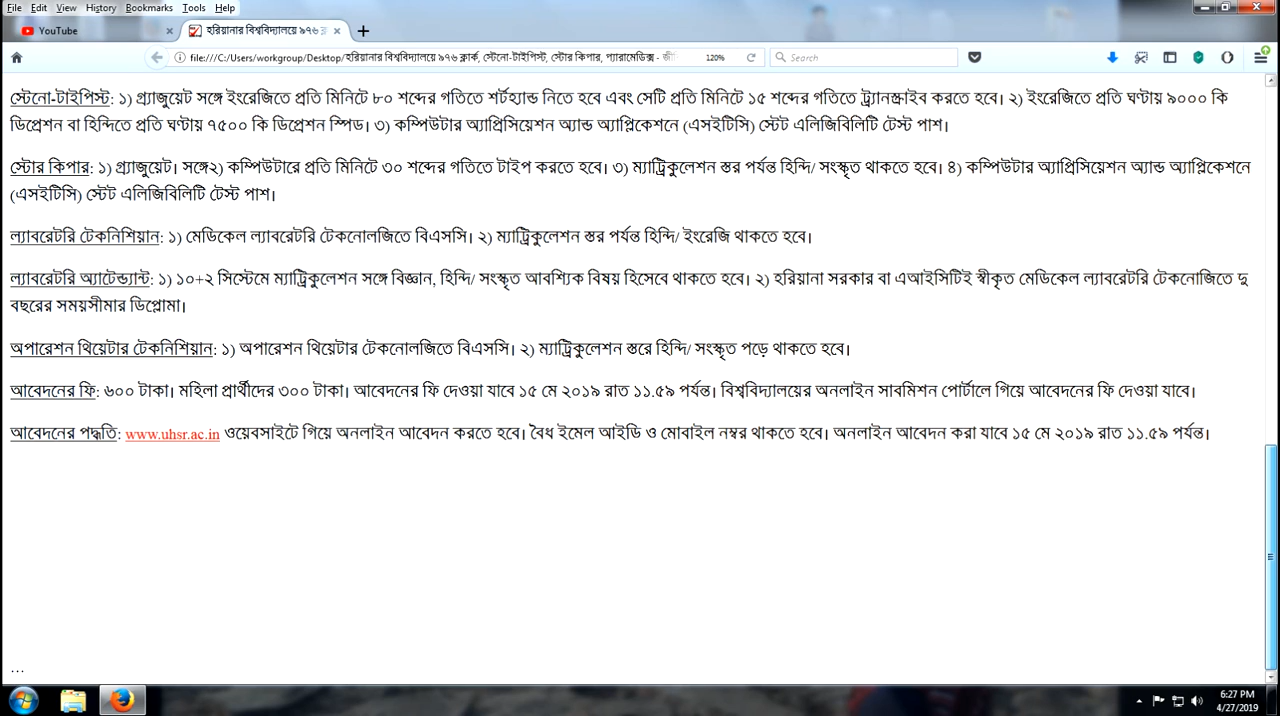 File Edit View History Bookmarks Tools Help
YouTube × হরিয়ানার বিশ্ববিদ্যালয়ে ৯৭৬ × +
file:///C:/Users/workgroup/Desktop/হরিয়ানার বিশ্ববিদ্যালয়ে ৯৭৬ ক্লার্ক, স্টেনো-টাইপিস্ট, স্টোর কিপার, প্যারামেডিক্স - 120% Search
স্টেনো-টাইপিস্ট: ১) গ্র্যাজুয়েট সঙ্গে ইংরেজিতে প্রতি মিনিটে ৮০ শব্দের গতিতে শর্টহ্যান্ড নিতে হবে এবং সেটি প্রতি মিনিটে ১৫ শব্দের গতিতে ট্র্যানস্ক্রাইব করতে হবে। ২) ইংরেজিতে প্রতি ঘণ্টায় ৯০০০ কি
ডিপ্রেশন বা হিন্দিতে প্রতি ঘণ্টায় ৭৫০০ কি ডিপ্রেশন স্পিড। ৩) কম্পিউটার অ্যাপ্রিসিয়েশন অ্যান্ড অ্যাপ্লিকেশনে (এসইটিসি) স্টেট এলিজিবিলিটি টেস্ট পাশ।
স্টোর কিপার: ১) গ্র্যাজুয়েট। সঙ্গে২) কম্পিউটারে প্রতি মিনিটে ৩০ শব্দের গতিতে টাইপ করতে হবে। ৩) ম্যাট্রিকুলেশন স্তর পর্যন্ত হিন্দি/ সংস্কৃত থাকতে হবে। ৪) কম্পিউটার অ্যাপ্রিসিয়েশন অ্যান্ড অ্যাপ্লিকেশনে
(এসইটিসি) স্টেট এলিজিবিলিটি টেস্ট পাশ।
ল্যাবরেটরি টেকনিশিয়ান: ১) মেডিকেল ল্যাবরেটরি টেকনোলজিতে বিএসসি। ২) ম্যাট্রিকুলেশন স্তর পর্যন্ত হিন্দি/ ইংরেজি থাকতে হবে।
ল্যাবরেটরি অ্যাটেন্ড্যান্ট: ১) ১০+২ সিস্টেমে ম্যাট্রিকুলেশন সঙ্গে বিজ্ঞান, হিন্দি/ সংস্কৃত আবশ্যিক বিষয় হিসেবে থাকতে হবে। ২) হরিয়ানা সরকার বা এআইসিটিই স্বীকৃত মেডিকেল ল্যাবরেটরি টেকনোজিতে দু
বছরের সময়সীমার ডিপ্লোমা।
অপারেশন থিয়েটার টেকনিশিয়ান: ১) অপারেশন থিয়েটার টেকনোলজিতে বিএসসি। ২) ম্যাট্রিকুলেশন স্তরে হিন্দি/ সংস্কৃত পড়ে থাকতে হবে।
আবেদনের ফি: ৬০০ টাকা। মহিলা প্রার্থীদের ৩০০ টাকা। আবেদনের ফি দেওয়া যাবে ১৫ মে ২০১৯ রাত ১১.৫৯ পর্যন্ত। বিশ্ববিদ্যালয়ের অনলাইন সাবমিশন পোর্টালে গিয়ে আবেদনের ফি দেওয়া যাবে।
আবেদনের পদ্ধতি: www.uhsr.ac.in ওয়েবসাইটে গিয়ে অনলাইন আবেদন করতে হবে। বৈধ ইমেল আইডি ও মোবাইল নম্বর থাকতে হবে। অনলাইন আবেদন করা যাবে ১৫ মে ২০১৯ রাত ১১.৫৯ পর্যন্ত।
...
6:27 PM
4/27/2019